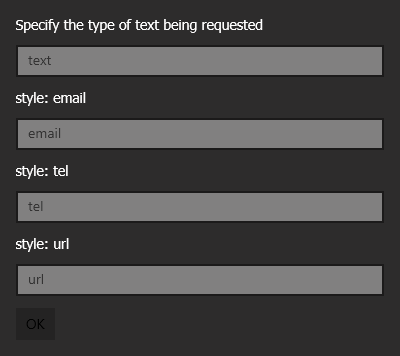 Specify the type of text being requested
text
style: email
email
style: tel
tel
style: url
url
OK